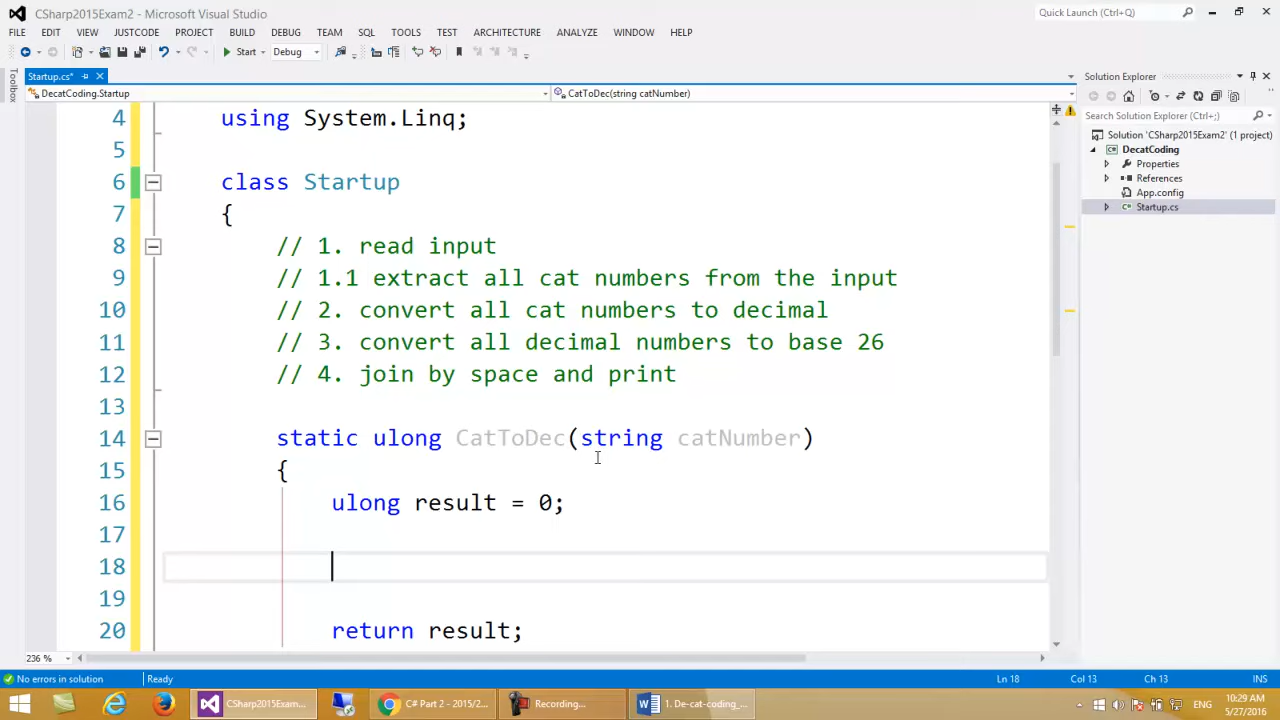 CSharp2015Exam2 - Microsoft Visual Studio
Quick Launch (Ctrl+Q)
FILE EDIT VIEW JUSTCODE PROJECT BUILD DEBUG TEAM SQL TOOLS TEST ARCHITECTURE ANALYZE WINDOW HELP
Start Debug
Toolbox
Startup.cs*
Solution Explorer
DecatCoding.Startup
CatToDec(string catNumber)
Search Solution Explorer (Ctrl+;)
Solution 'CSharp2015Exam2' (1 project)
DecatCoding
Properties
References
App.config
Startup.cs
4 using System.Linq;
5
6 class Startup
7 {
8 // 1. read input
9 // 1.1 extract all cat numbers from the input
10 // 2. convert all cat numbers to decimal
11 // 3. convert all decimal numbers to base 26
12 // 4. join by space and print
13
14 static ulong CatToDec(string catNumber)
15 {
16 ulong result = 0;
17
18
19
20 return result;
236 %
No errors in solution Ready Ln 18 Col 13 Ch 13 INS
CSharp2015Exam... C# Part 2 - 2015/2... Recording... 1. De-cat-coding_...
10:29 AM
5/27/2016